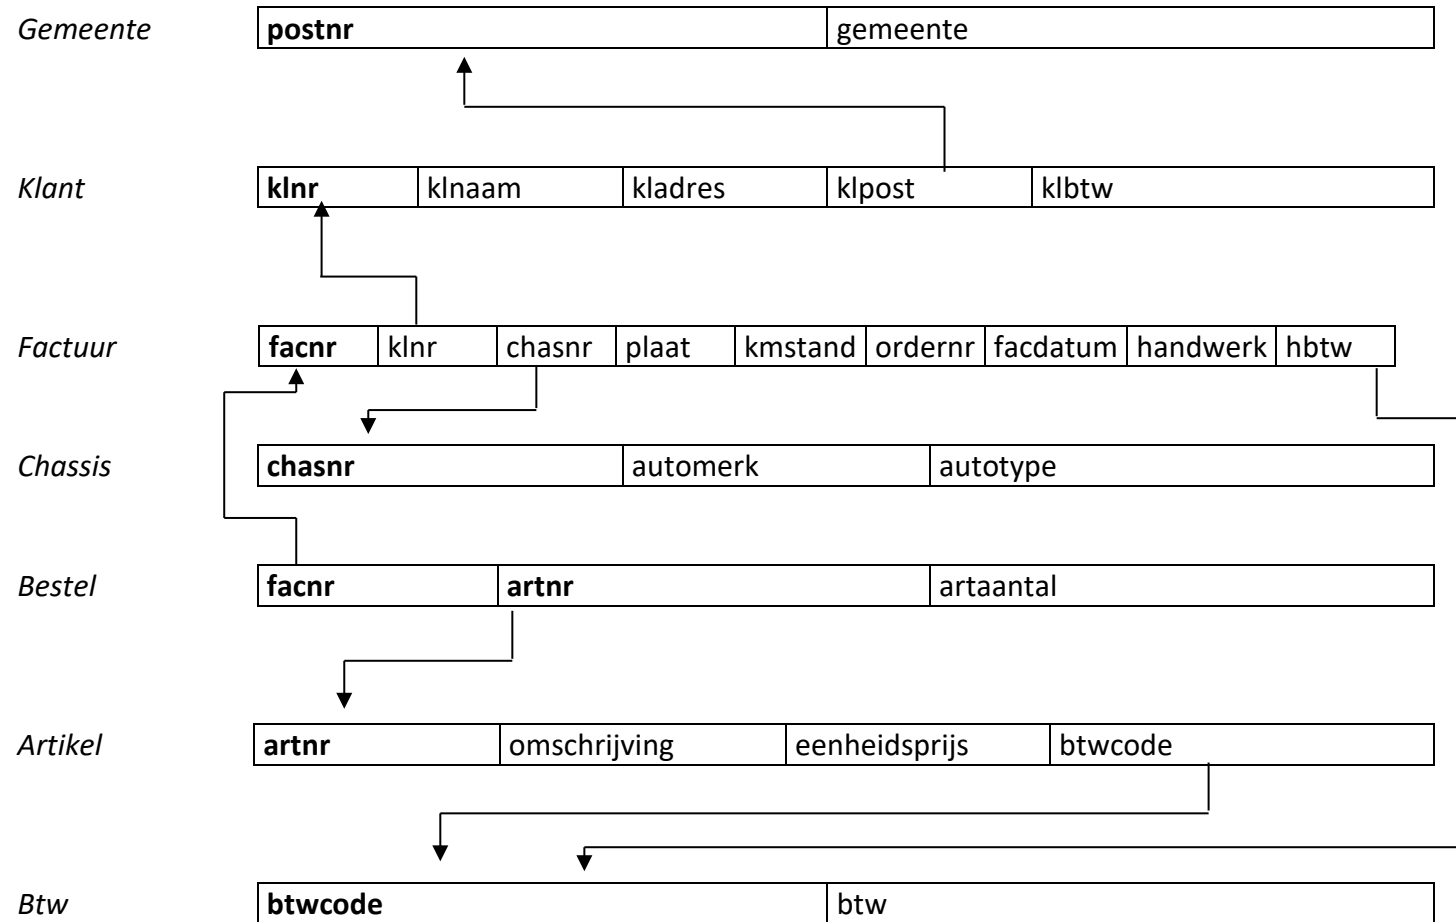 Gemeente postnr gemeente
Klant klnr klnaam kladres klpost klbtw
Factuur facnr klnr chasnr plaat kmstand ordernr facdatum handwerk hbtw
Chassis chasnr automerk autotype
Bestel facnr artnr artaantal
Artikel artnr omschrijving eenheidsprijs btwcode
Btw btwcode btw